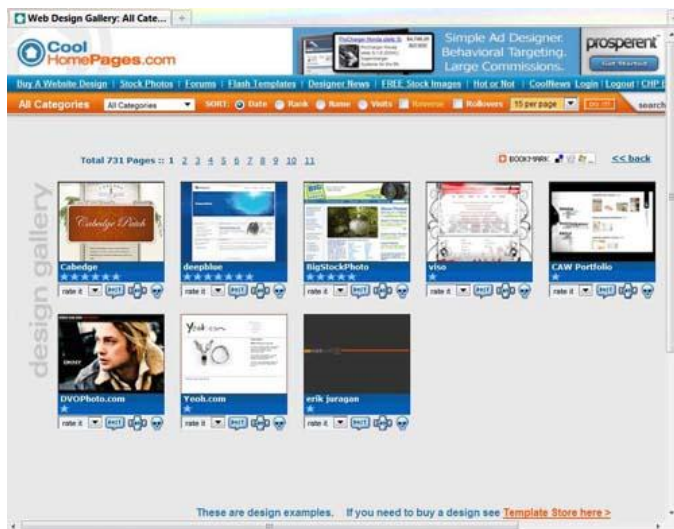 Web Design Gallery: All Cate...
Cool
HomePages.com
Simple Ad Designer.
Behavioral Targeting.
Large Commissions.
prosperent
Get Started
Buy A Website Design | Stock Photos | Forums | Flash Templates | Designer News | FREE Stock Images | Hot or Not | CoolNews Login | Logout | CHP
All Categories All Categories SORT: Date Rank Name Visits Reverse Rollovers 15 per page search
Total 731 Pages :: 1 2 3 4 5 6 7 8 9 10 11
BOOKMARK
<< back
design gallery
Cabedge Patch
Cabedge
deepblue
BigStockPhoto
viso
CAW Portfolio
rate it
rate it
rate it
rate it
rate it
Yeoh.com
DVOPhoto.com
Yeoh.com
erik juragan
rate it
rate it
rate it
These are design examples. If you need to buy a design see Template Store here >